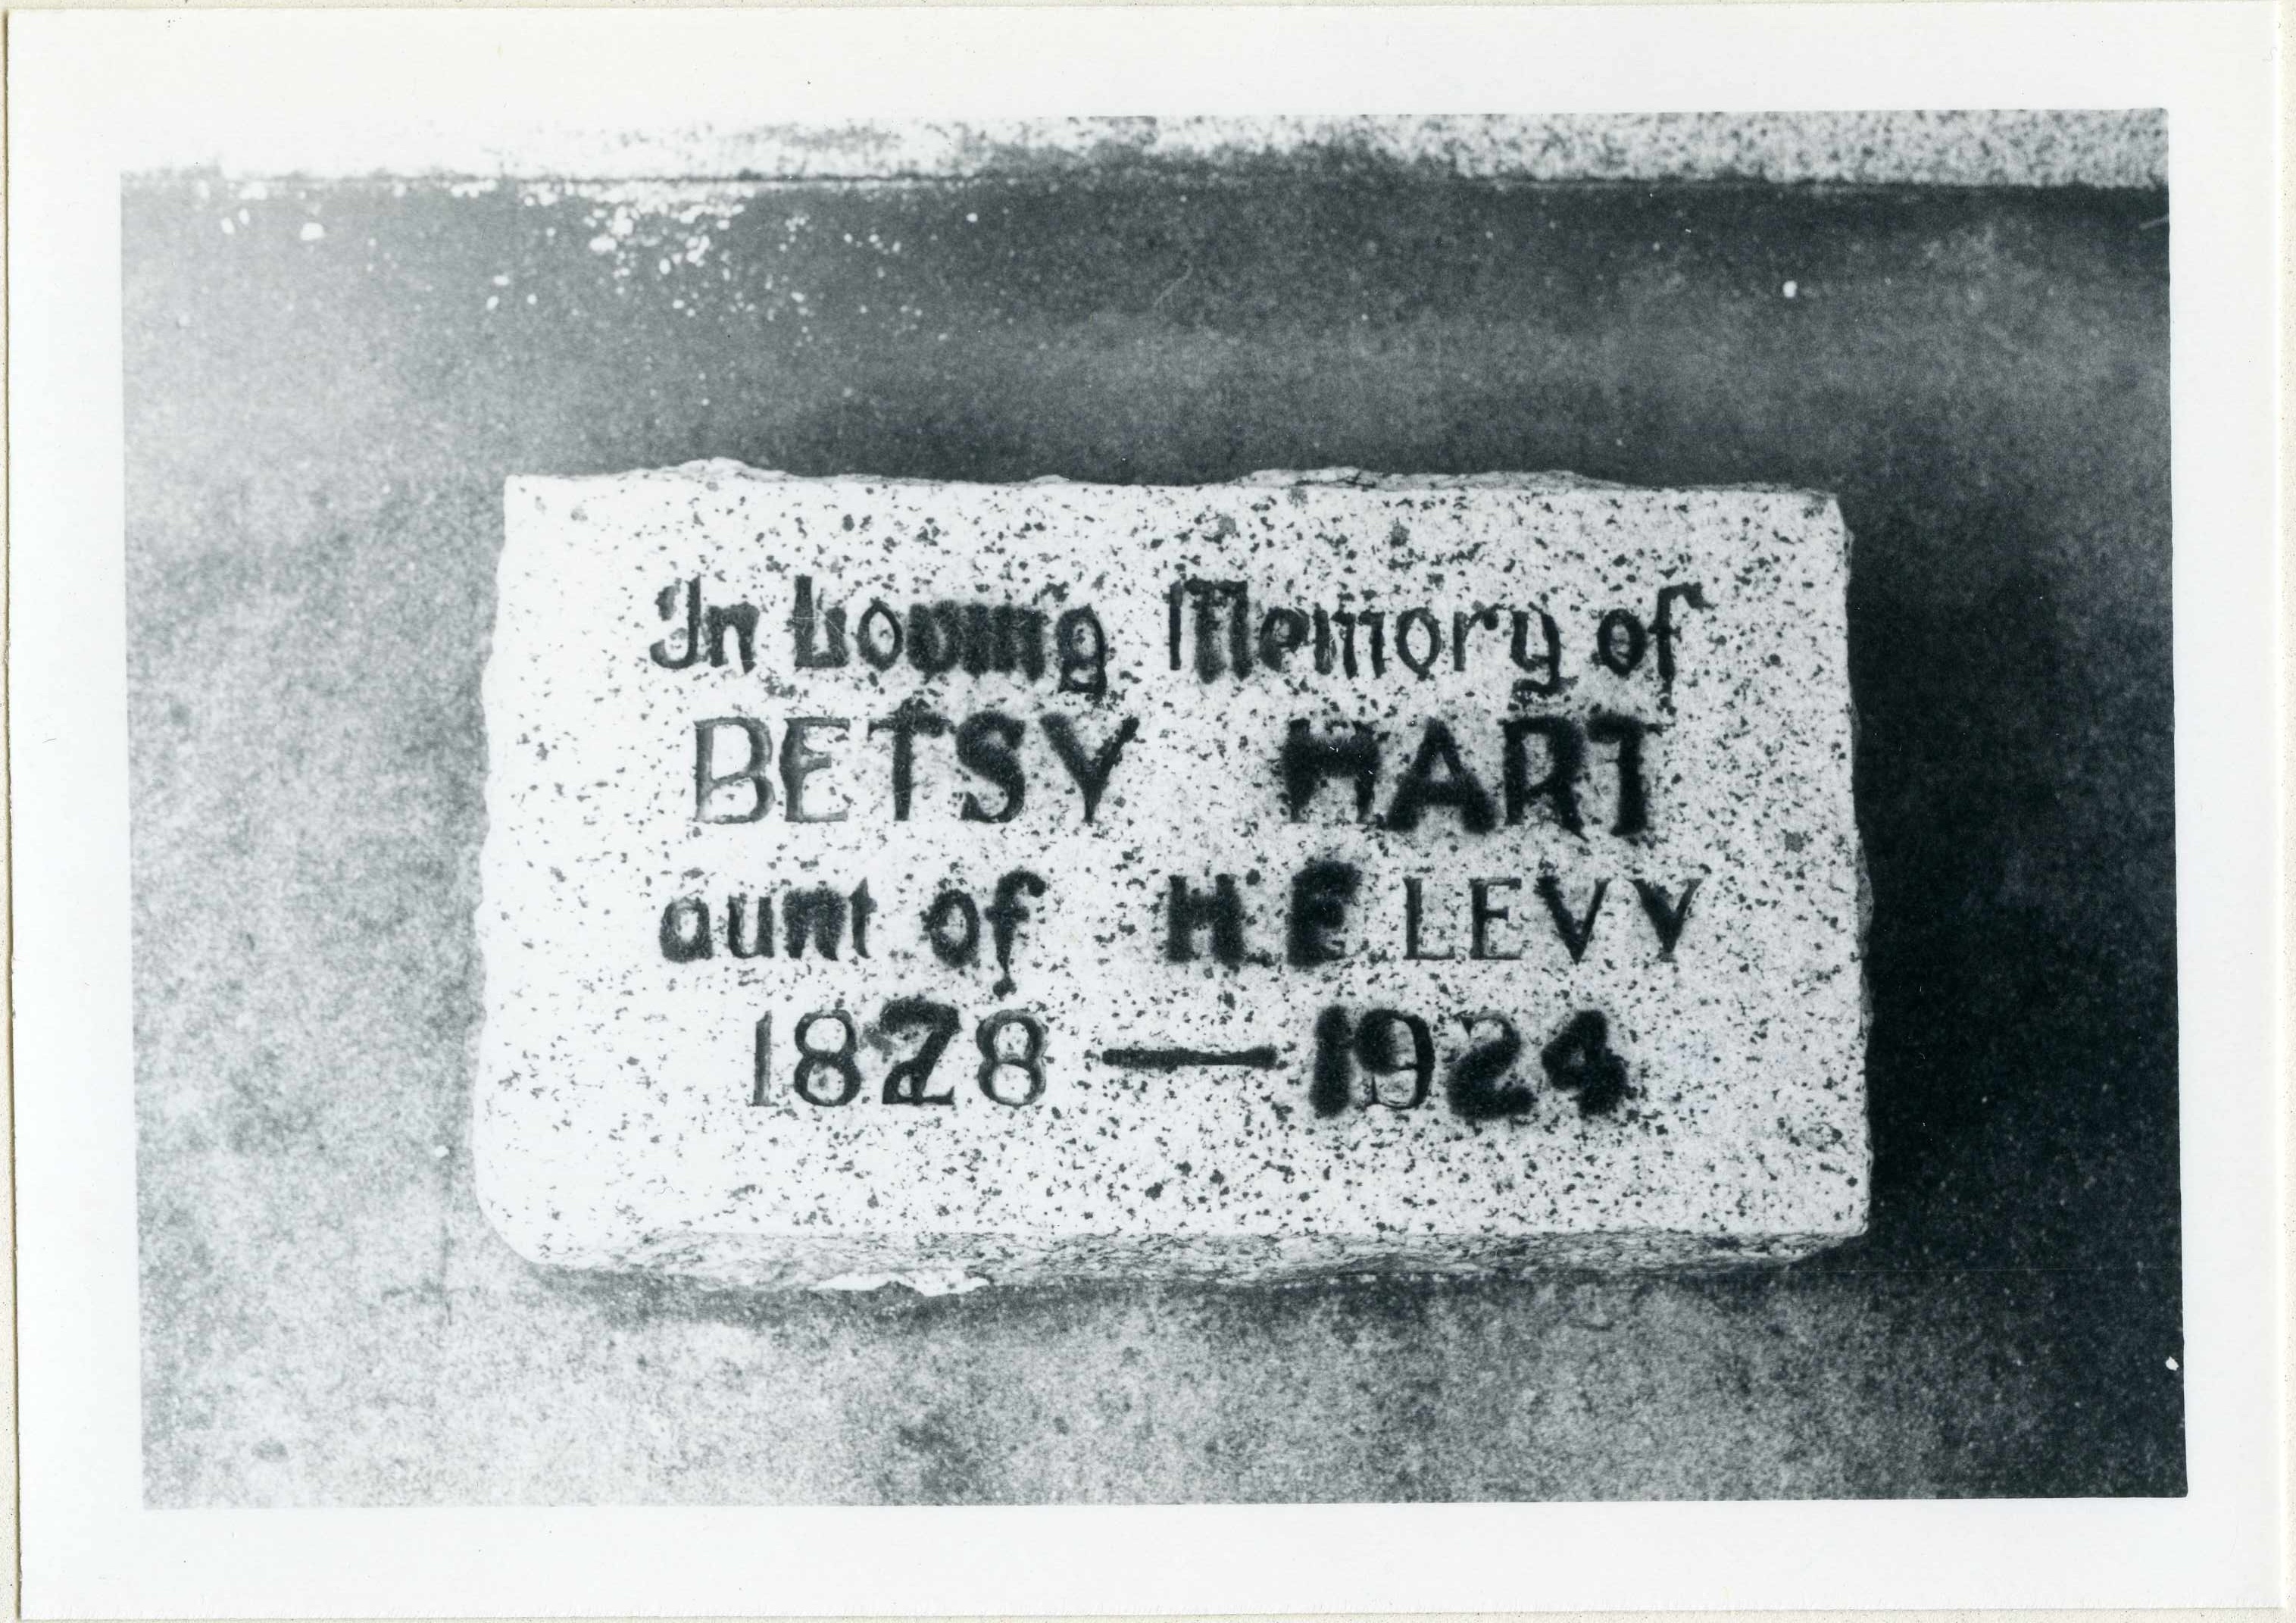 In Loving Memory of
BETSY HART
aunt of H.E LEVY
1828 — 1924